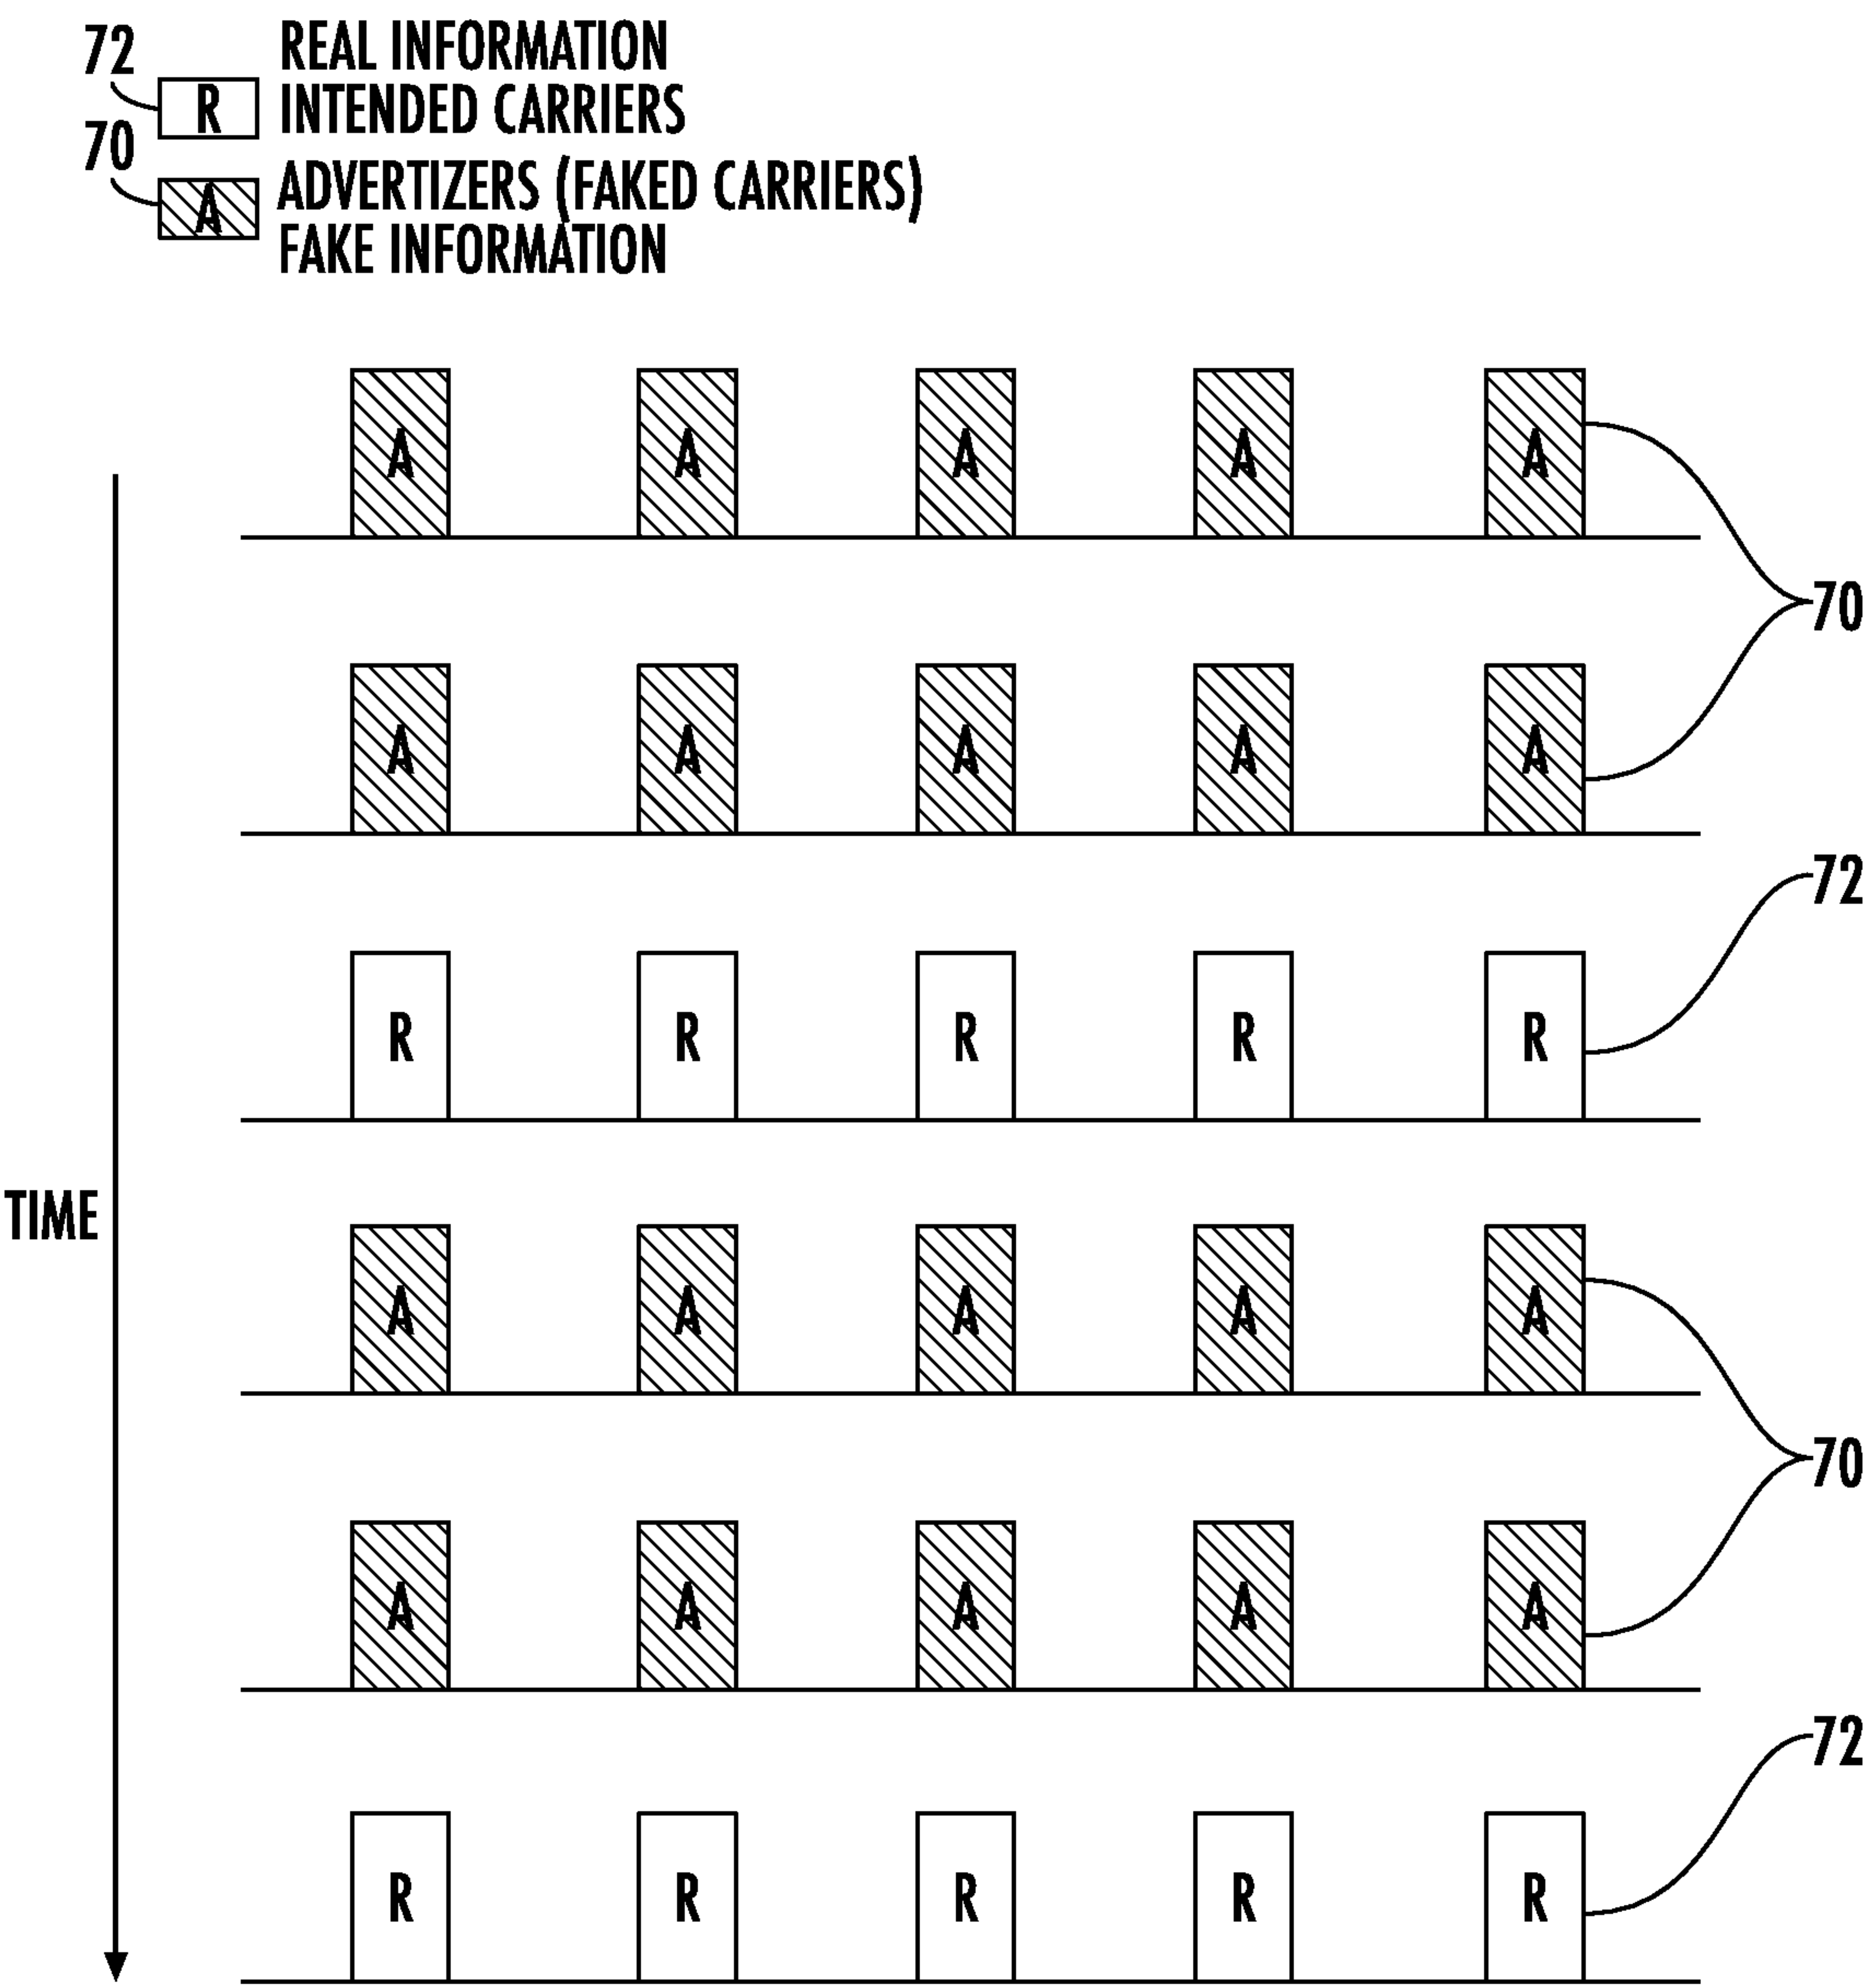 72 REAL INFORMATION
R INTENDED CARRIERS
70 A ADVERTIZERS (FAKED CARRIERS)
FAKE INFORMATION
A A A A A
70
A A A A A
72
R R R R R
TIME
A A A A A
70
A A A A A
72
R R R R R